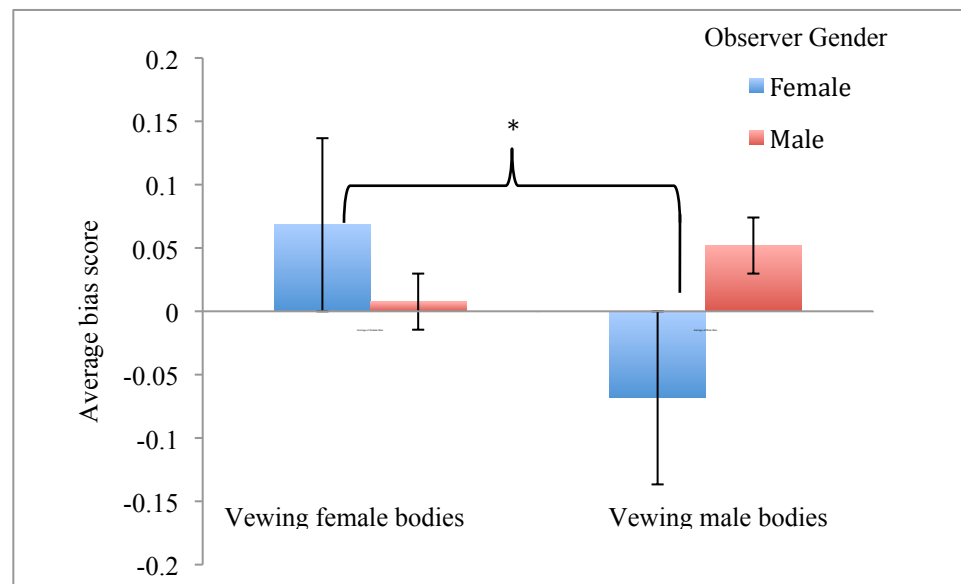 Observer Gender
Female
Male
0.2
0.15
0.1
0.05
0
-0.05
-0.1
-0.15
-0.2
Average bias score
*
Vewing female bodies
Vewing male bodies